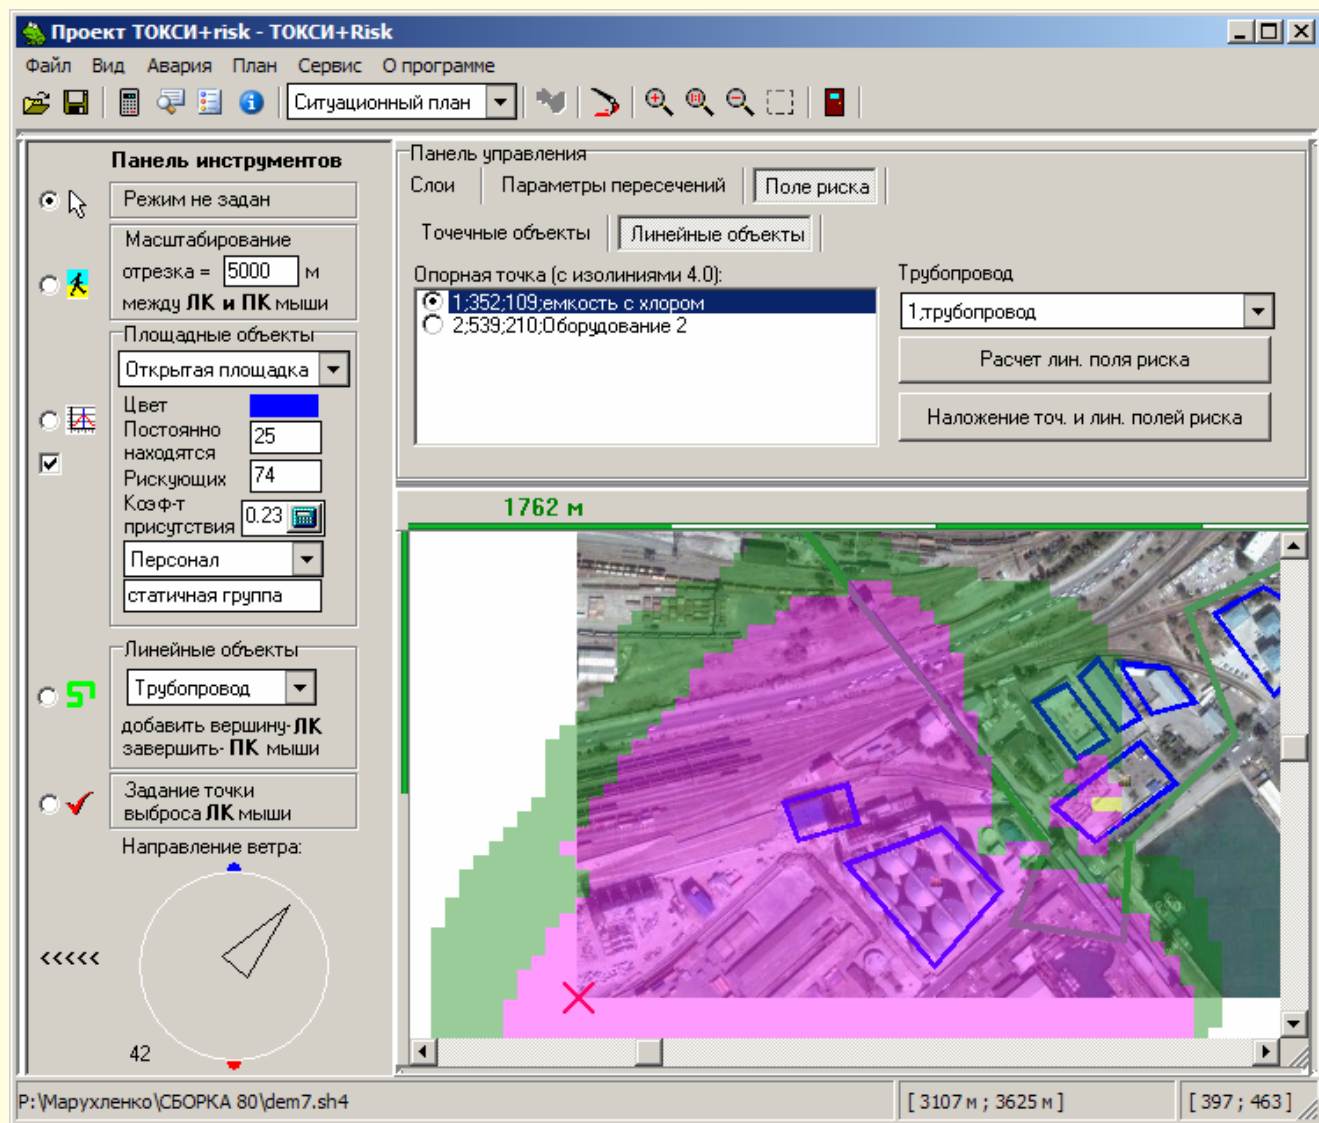 Проект ТОКСИ+risk - ТОКСИ+Risk
Файл Вид Авария План Сервис О программе
Ситуационный план
Панель инструментов
Режим не задан
Масштабирование
отрезка = 5000 м
между ЛК и ПК мыши
Площадные объекты
Открытая площадка
Цвет
Постоянно
находятся
25
Рискующих
74
Коэф-т
присутствия
0.23
Персонал
статичная группа
Линейные объекты
Трубопровод
добавить вершину-ЛК
завершить- ПК мыши
Задание точки
выброса ЛК мыши
Направление ветра:
<<<<<
42
Панель управления
Слои Параметры пересечений Поле риска
Точечные объекты Линейные объекты
Опорная точка (с изолиниями 4.0):
1;352;109;емкость с хлором
2;539;210;Оборудование 2
Трубопровод
1;трубопровод
Расчет лин. поля риска
Наложение точ. и лин. полей риска
1762 м
P:\Марухленко\СБОРКА 80\dem7.sh4
[ 3107 м ; 3625 м ]
[ 397 ; 463 ]